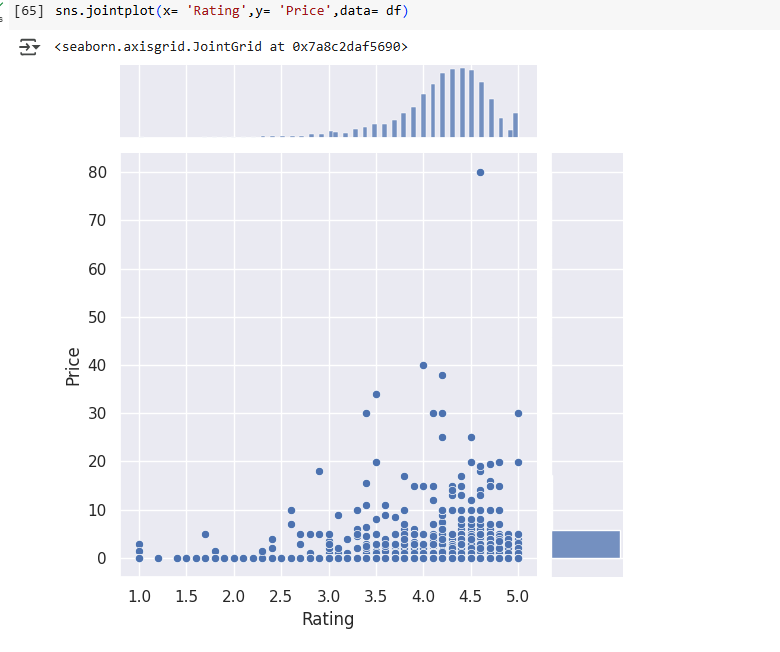 [65] sns.jointplot(x= 'Rating',y= 'Price',data= df)
s
<seaborn.axisgrid.JointGrid at 0x7a8c2daf5690>
80
70
60
50
40
30
20
10
0
Price
1.0 1.5 2.0 2.5 3.0 3.5 4.0 4.5 5.0
Rating